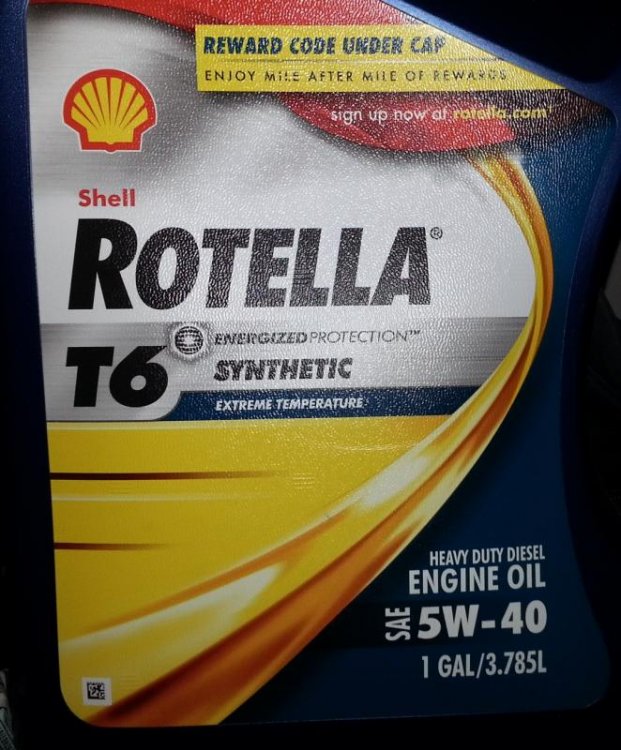 REWARD CODE UNDER CAP
ENJOY MILE AFTER MILE OF REWARDS
sign up now at rotella.com
Shell
ROTELLA®
T6
ENERGIZED PROTECTION™
SYNTHETIC
EXTREME TEMPERATURE
HEAVY DUTY DIESEL
ENGINE OIL
SAE 5W-40
1 GAL/3.785L